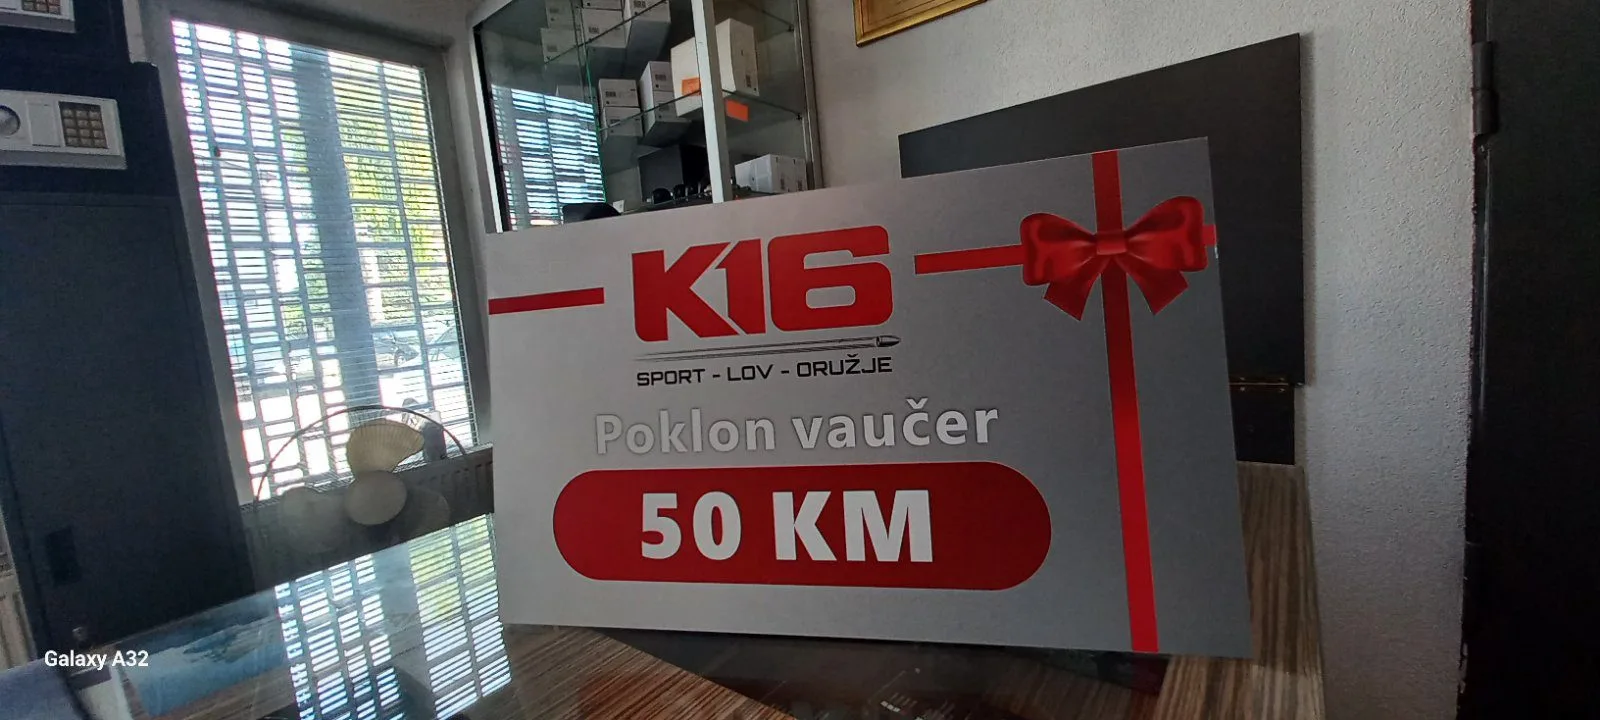 K16
SPORT - LOV - ORUŽJE
Poklon vaučer
50 KM
Galaxy A32